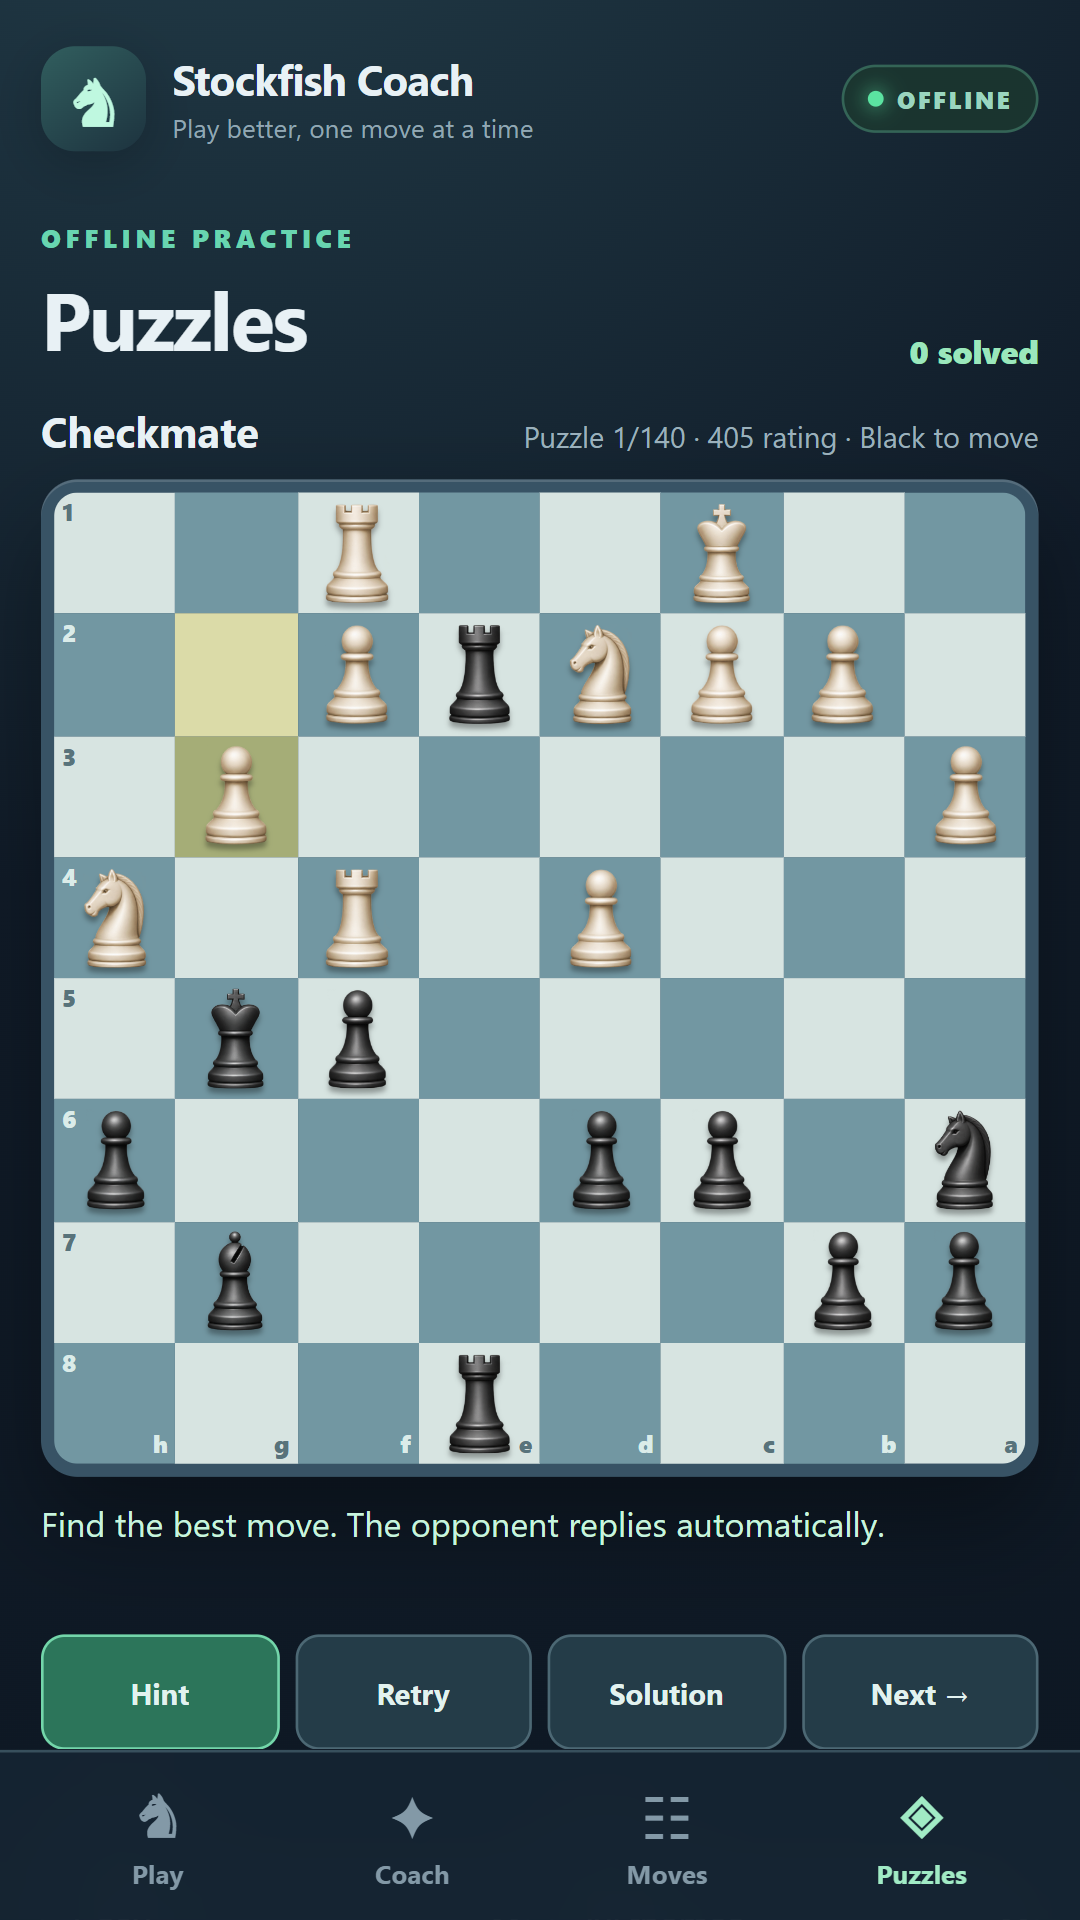 Stockfish Coach
Play better, one move at a time
OFFLINE
OFFLINE PRACTICE
Puzzles
0 solved
Checkmate
Puzzle 1/140 · 405 rating · Black to move
1
2
3
4
5
6
7
8
h g f e d c b a
Find the best move. The opponent replies automatically.
Hint Retry Solution Next →
Play Coach Moves Puzzles